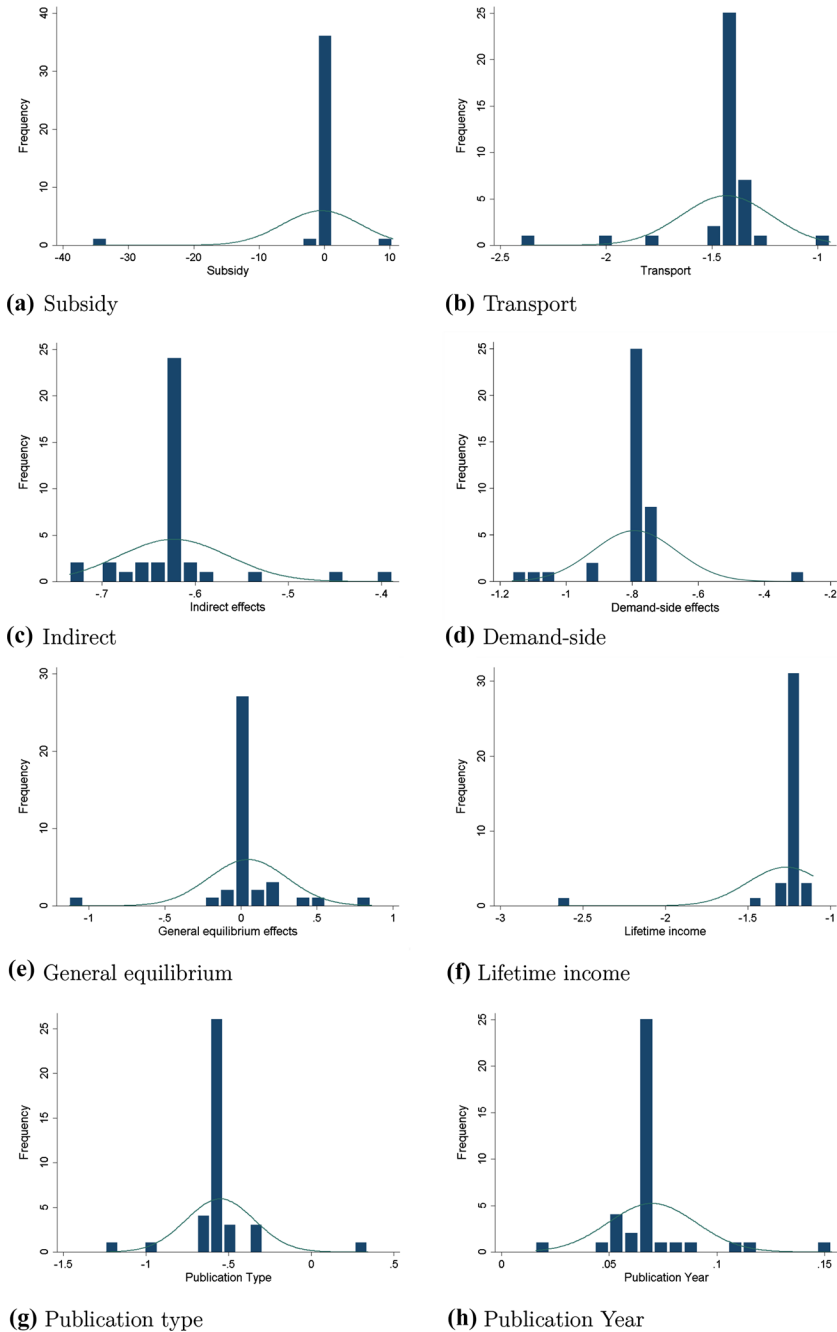 40
30
20
10
0
Frequency
-40 -30 -20 -10 0 10
Subsidy
(a) Subsidy
25
20
15
10
5
0
Frequency
-2.5 -2 -1.5 -1
Transport
(b) Transport
25
20
15
10
5
0
Frequency
-.7 -.6 -.5 -.4
Indirect effects
(c) Indirect
25
20
15
10
5
0
Frequency
-1.2 -1 -.8 -.6 -.4 -.2
Demand-side effects
(d) Demand-side
30
20
10
0
Frequency
-1 -.5 0 .5 1
General equilibrium effects
(e) General equilibrium
30
20
10
0
Frequency
-3 -2.5 -2 -1.5 -1
Lifetime income
(f) Lifetime income
25
20
15
10
5
0
Frequency
-1.5 -1 -.5 0 .5
Publication Type
(g) Publication type
25
20
15
10
5
0
Frequency
0 .05 .1 .15
Publication Year
(h) Publication Year